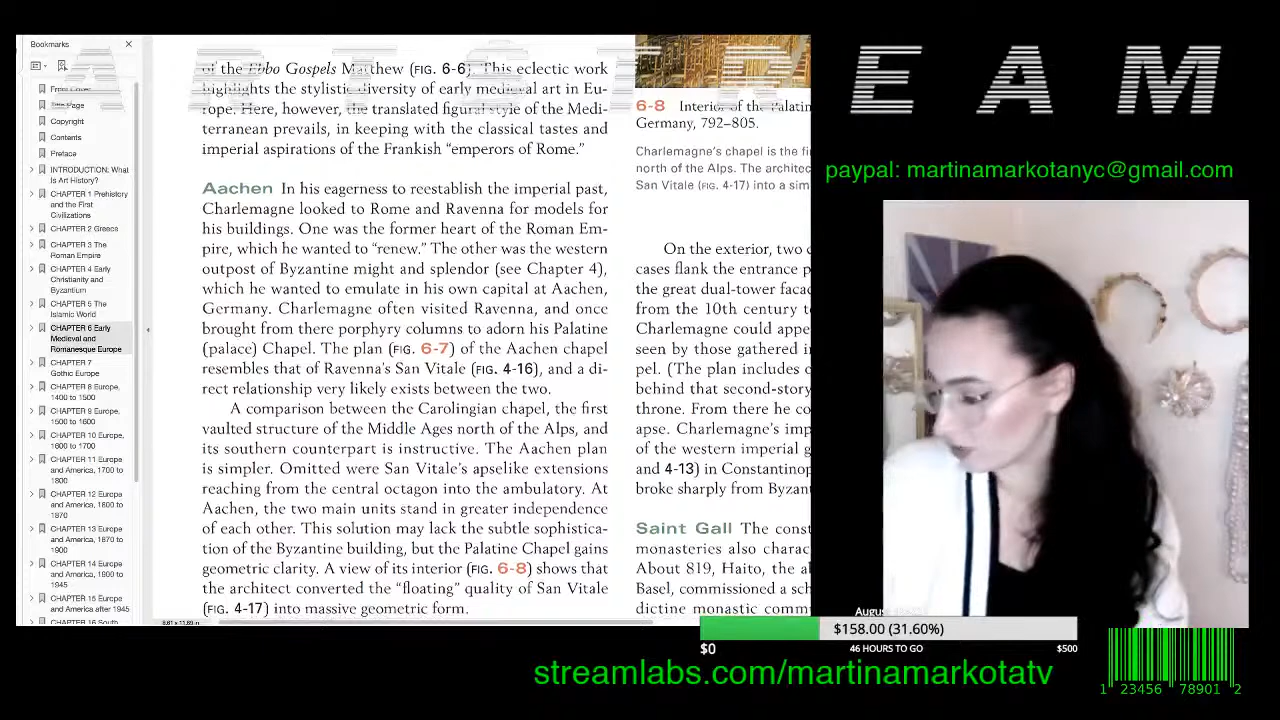 Bookmarks
Front Cover
Title Page
Copyright
Contents
Preface
INTRODUCTION: What
Is Art History?
CHAPTER 1 Prehistory
and the First
Civilizations
CHAPTER 2 Greece
CHAPTER 3 The
Roman Empire
CHAPTER 4 Early
Christianity and
Byzantium
CHAPTER 5 The
Islamic World
CHAPTER 6 Early
Medieval and
Romanesque Europe
CHAPTER 7
Gothic Europe
CHAPTER 8 Europe,
1400 to 1500
CHAPTER 9 Europe,
1500 to 1600
CHAPTER 10 Europe,
1600 to 1700
CHAPTER 11 Europe
and America, 1700 to
1800
CHAPTER 12 Europe
and America, 1800 to
1870
CHAPTER 13 Europe
and America, 1870 to
1900
CHAPTER 14 Europe
and America, 1900 to
1945
CHAPTER 15 Europe
and America after 1945
CHAPTER 16 South
of the Ebbo Gospels Matthew (FIG. 6-6). This eclectic work
highlights the stylistic diversity of early medieval art in Eu-
rope. Here, however, the translated figural style of the Medi-
terranean prevails, in keeping with the classical tastes and
imperial aspirations of the Frankish “emperors of Rome.”
Aachen In his eagerness to reestablish the imperial past,
Charlemagne looked to Rome and Ravenna for models for
his buildings. One was the former heart of the Roman Em-
pire, which he wanted to “renew.” The other was the western
outpost of Byzantine might and splendor (see Chapter 4),
which he wanted to emulate in his own capital at Aachen,
Germany. Charlemagne often visited Ravenna, and once
brought from there porphyry columns to adorn his Palatine
(palace) Chapel. The plan (FIG. 6-7) of the Aachen chapel
resembles that of Ravenna’s San Vitale (FIG. 4-16), and a di-
rect relationship very likely exists between the two.
A comparison between the Carolingian chapel, the first
vaulted structure of the Middle Ages north of the Alps, and
its southern counterpart is instructive. The Aachen plan
is simpler. Omitted were San Vitale’s apselike extensions
reaching from the central octagon into the ambulatory. At
Aachen, the two main units stand in greater independence
of each other. This solution may lack the subtle sophistica-
tion of the Byzantine building, but the Palatine Chapel gains
geometric clarity. A view of its interior (FIG. 6-8) shows that
the architect converted the “floating” quality of San Vitale
(FIG. 4-17) into massive geometric form.
6-8 Interior of the Palatin
Germany, 792–805.
Charlemagne’s chapel is the fi
north of the Alps. The architec
San Vitale (FIG. 4-17) into a sim
On the exterior, two c
cases flank the entrance p
the great dual-tower facad
from the 10th century t
Charlemagne could appe
seen by those gathered i
pel. (The plan includes c
behind that second-story
throne. From there he co
apse. Charlemagne’s imp
of the western imperial g
and 4-13) in Constantinop
broke sharply from Byzan
Saint Gall The const
monasteries also charac
About 819, Haito, the al
Basel, commissioned a sch
dictine monastic comm
E A M
paypal: martinamarkotanyc@gmail.com
$158.00 (31.60%)
$0
46 HOURS TO GO
$500
streamlabs.com/martinamarkotatv
1 23456 78901 2